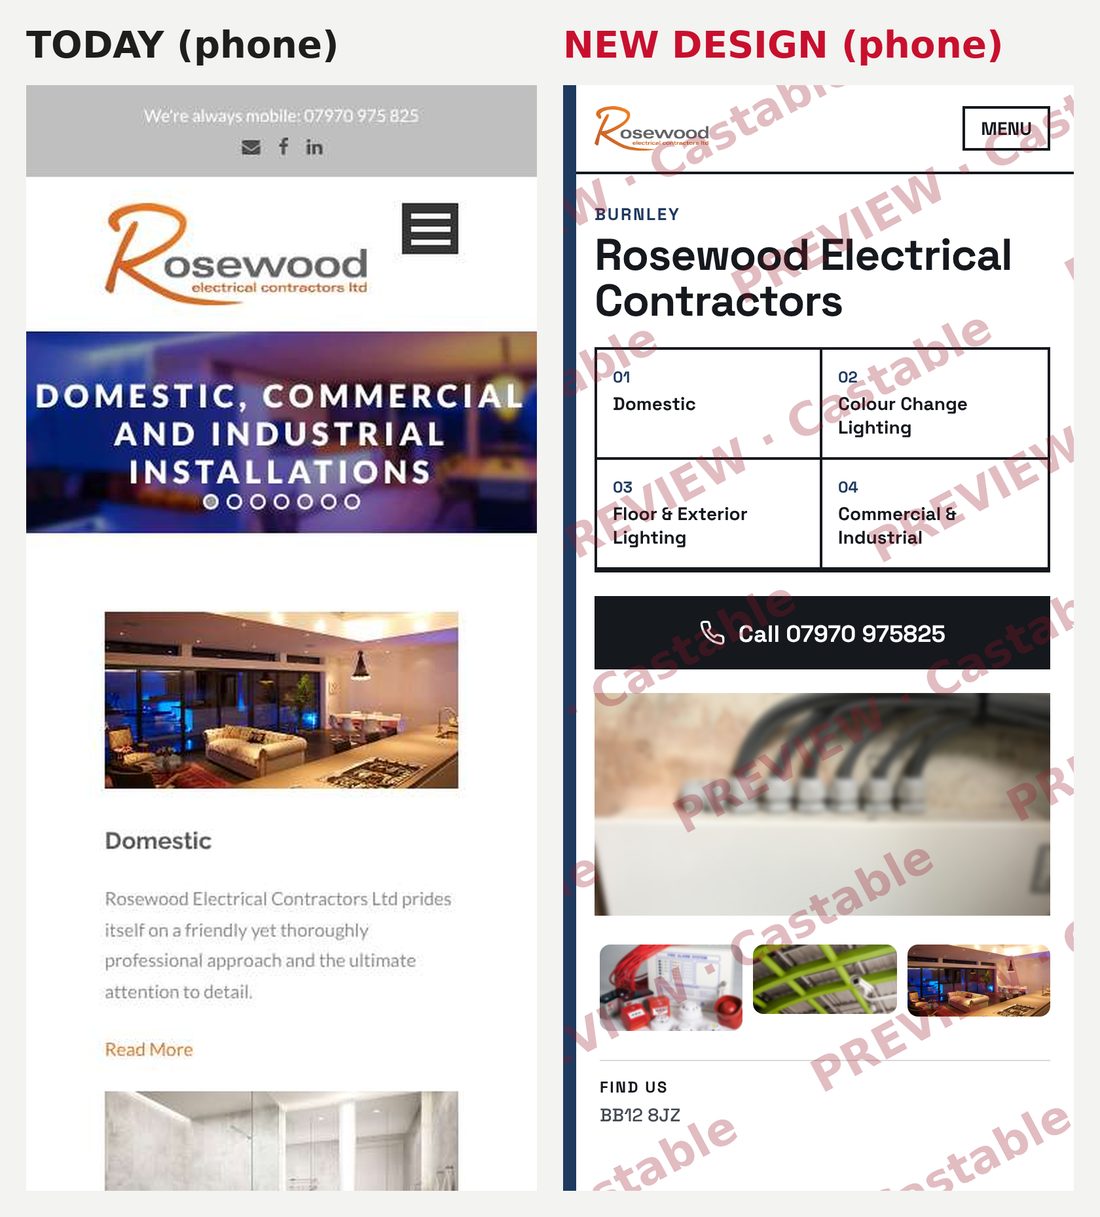 TODAY (phone)
We're always mobile: 07970 975 825
Rosewood
electrical contractors ltd
DOMESTIC, COMMERCIAL
AND INDUSTRIAL
INSTALLATIONS
Domestic
Rosewood Electrical Contractors Ltd prides
itself on a friendly yet thoroughly
professional approach and the ultimate
attention to detail.
Read More
NEW DESIGN (phone)
Rosewood
electrical contractors ltd
MENU
BURNLEY
Rosewood Electrical
Contractors
01
Domestic
02
Colour Change
Lighting
03
Floor & Exterior
Lighting
04
Commercial &
Industrial
Call 07970 975825
FIND US
BB12 8JZ
PREVIEW · Castable